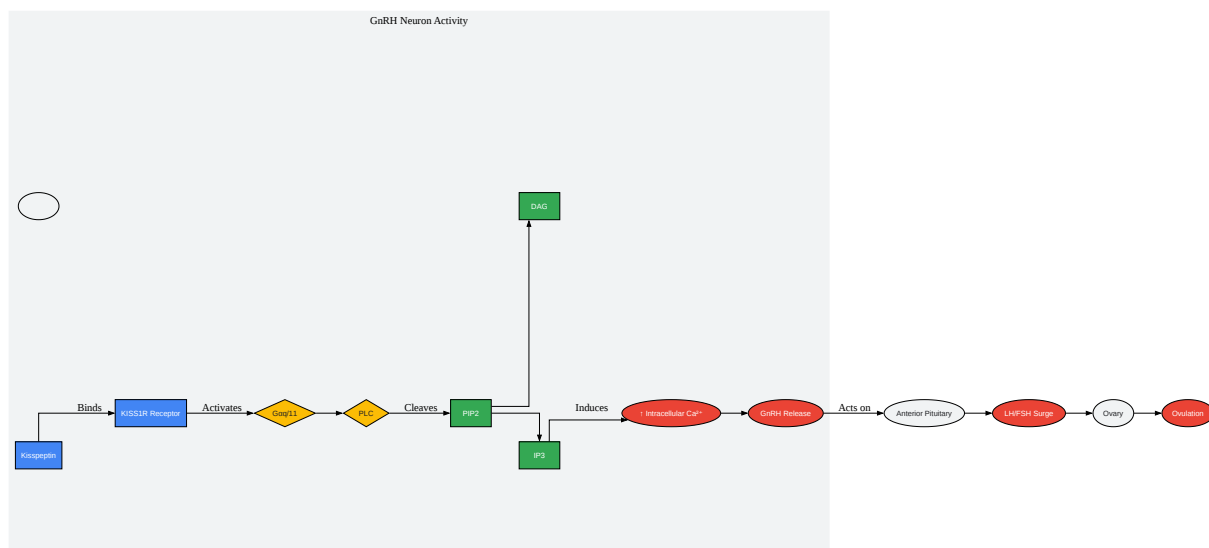 GnRH Neuron Activity
DAG
Binds
KISS1R Receptor
Activates
Gαq/11
PLC
Cleaves
PIP2
Induces
↑ Intracellular Ca²⁺
GnRH Release
Acts on
Anterior Pituitary
LH/FSH Surge
Ovary
Ovulation
Kisspeptin
IP3